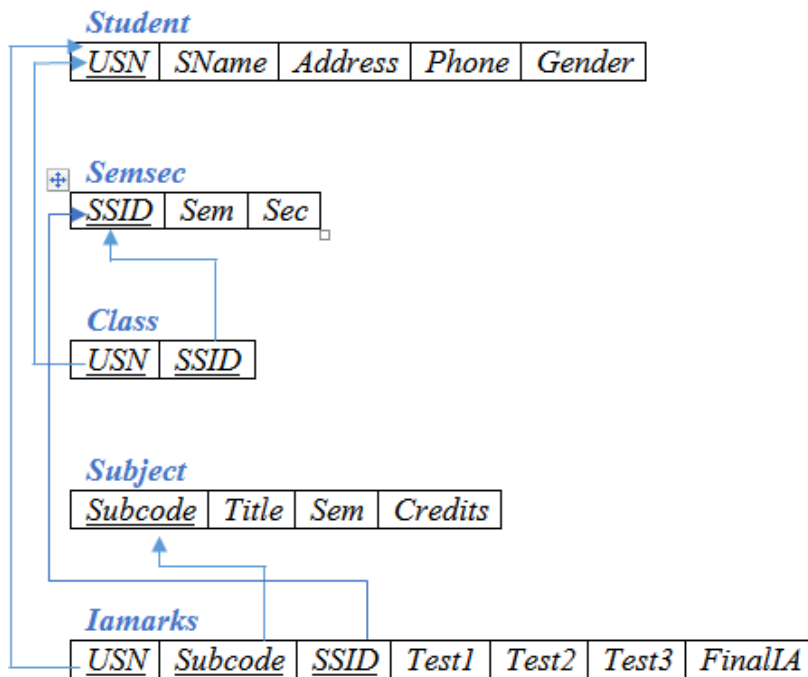 Student
USN SName Address Phone Gender
Semsec
SSID Sem Sec
Class
USN SSID
Subject
Subcode Title Sem Credits
Iamarks
USN Subcode SSID Test1 Test2 Test3 FinalIA